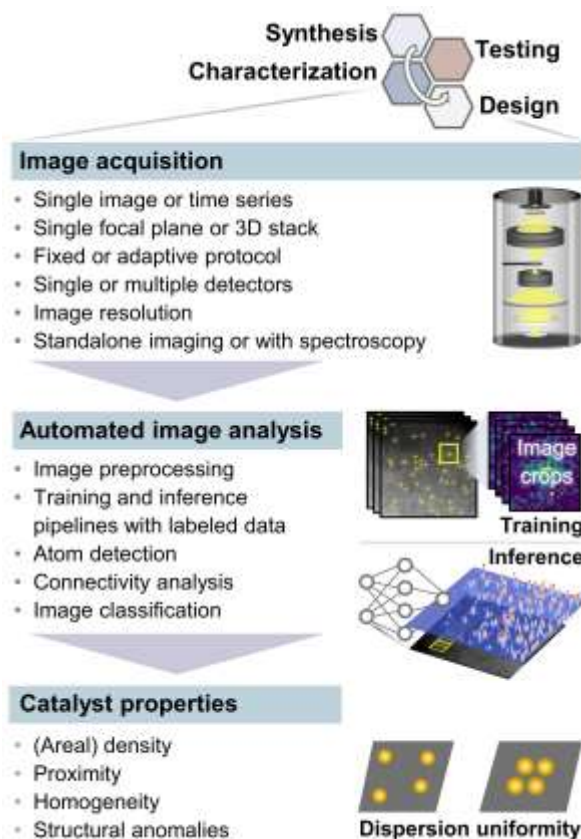 Synthesis
Testing
Characterization
Design
Image acquisition
• Single image or time series
• Single focal plane or 3D stack
• Fixed or adaptive protocol
• Single or multiple detectors
• Image resolution
• Standalone imaging or with spectroscopy
Automated image analysis
• Image preprocessing
• Training and inference
pipelines with labeled data
• Atom detection
• Connectivity analysis
• Image classification
Image
crops
Training
Inference
Catalyst properties
• (Areal) density
• Proximity
• Homogeneity
• Structural anomalies
Dispersion uniformity